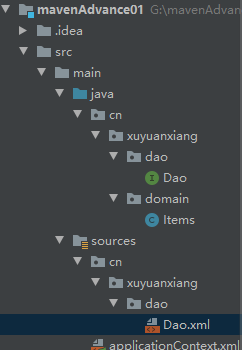 mavenAdvance01 G:\mavenAdvan
.idea
src
main
java
cn
xuyuanxiang
dao
Dao
domain
Items
sources
cn
xuyuanxiang
dao
Dao.xml
applicationContext.xml